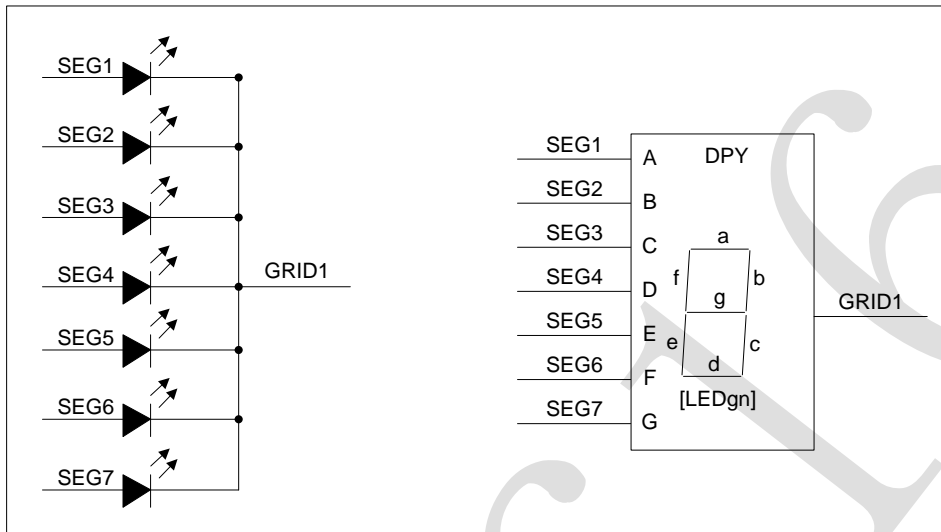 SEG1
SEG2
SEG3
SEG4
SEG5
SEG6
SEG7
GRID1
SEG1
SEG2
SEG3
SEG4
SEG5
SEG6
SEG7
A
B
C
D
E
F
G
DPY
a
f
b
g
e
c
d
[LEDgn]
GRID1